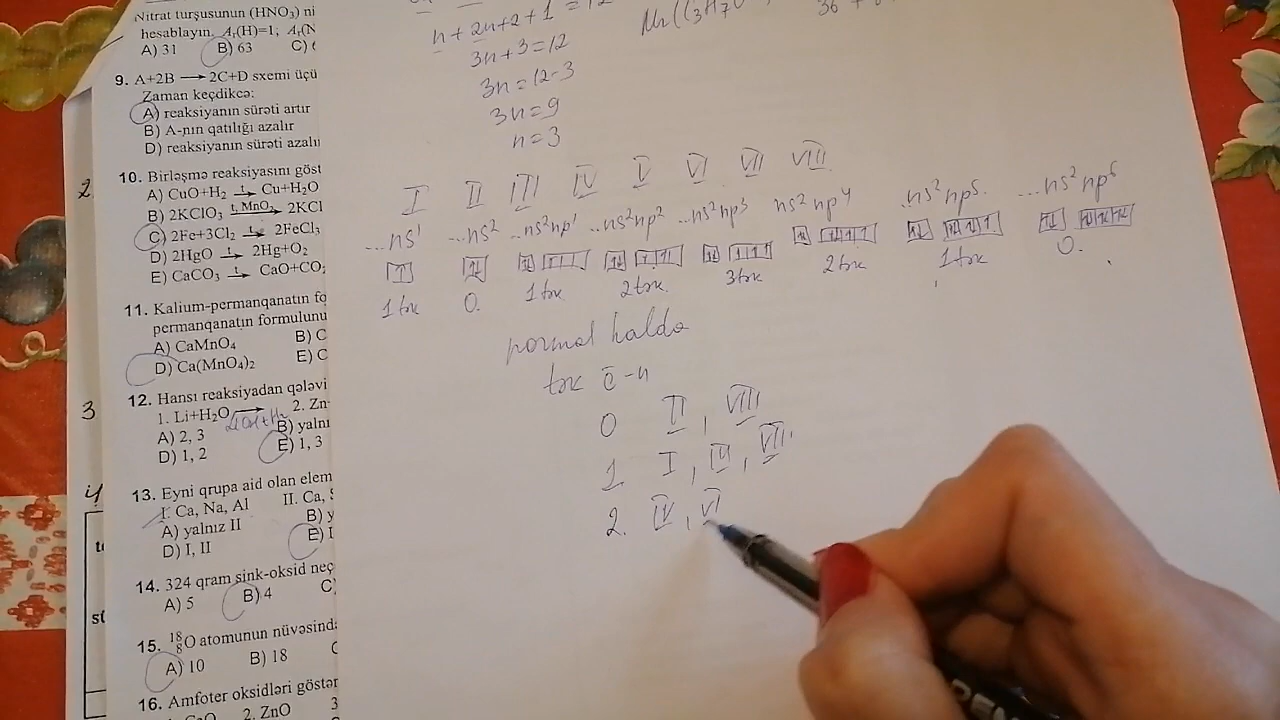 Nitrat turşusunun (HNO₃) ni
hesablayın. Aᵣ(H)=1; Aᵣ(N
A) 31 B) 63 C)
9. A+2B → 2C+D sxemi üçü
Zaman keçdikcə:
A) reaksiyanın sürəti artır
B) A-nın qatılığı azalır
D) reaksiyanın sürəti azalı
2
10. Birləşmə reaksiyasını göst
A) CuO+H₂ →t Cu+H₂O
B) 2KClO₃ t, MnO₂→ 2KCl
C) 2Fe+3Cl₂ →t 2FeCl₃
D) 2HgO →t 2Hg+O₂
E) CaCO₃ →t CaO+CO₂
11. Kalium-permanqanatın fo
permanqanatın formulunu
A) CaMnO₄ B) C
D) Ca(MnO₄)₂ E) C
3
12. Hansı reaksiyadan qələvi
1. Li+H₂O → 2. Zn
A) 2, 3 B) yalnı
D) 1, 2 E) 1, 3
13. Eyni qrupa aid olan elem
I. Ca, Na, Al II. Ca,
A) yalnız II B) y
D) I, II E) I
14. 324 qram sink-oksid neç
A) 5 B) 4 C)
15. ¹⁸₈O atomunun nüvəsind
A) 10 B) 18
16. Amfoter oksidləri göstər
2. ZnO 3
n+2n+2+1=12
3n+3=12
3n=12-3
3n=9
n=3
I II III IV V VI VII VIII
...ns¹ ...ns² ...ns²np¹ ...ns²np² ...ns²np³ ns²np⁴ ...ns²np⁵ ...ns²np⁶
1 tək 0. 1 tək 2 tək 3 tək 2 tək 1 tək 0.
normal halda
tək ē-n
0 II, VIII
1 I, III, VII
2. IV, VI